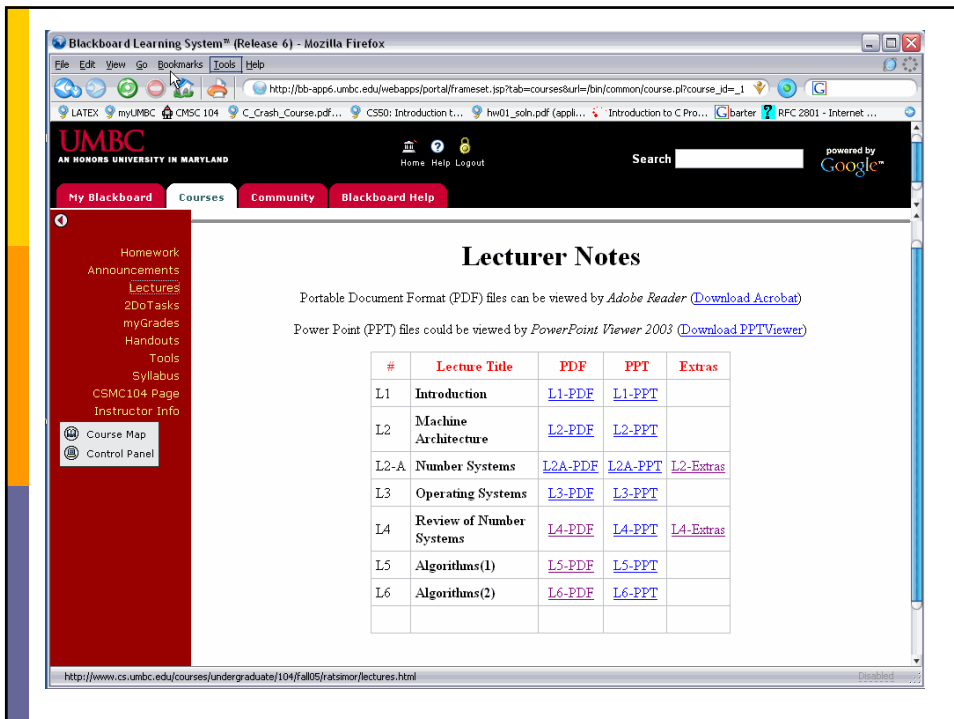 Blackboard Learning System™ (Release 6) - Mozilla Firefox
File Edit View Go Bookmarks Tools Help
http://bb-app6.umbc.edu/webapps/portal/frameset.jsp?tab=courses&url=/bin/common/course.pl?course_id=_1
LATEX myUMBC CMSC 104 C_Crash_Course.pdf... CS50: Introduction t... hw01_soln.pdf (appli... Introduction to C Pro... barter RFC 2801 - Internet ...
UMBC
AN HONORS UNIVERSITY IN MARYLAND
Home Help Logout
Search
powered by
Google™
My Blackboard Courses Community Blackboard Help
Homework
Announcements
Lectures
2DoTasks
myGrades
Handouts
Tools
Syllabus
CSMC104 Page
Instructor Info
Course Map
Control Panel
Lecturer Notes
Portable Document Format (PDF) files can be viewed by Adobe Reader (Download Acrobat)
Power Point (PPT) files could be viewed by PowerPoint Viewer 2003 (Download PPTViewer)
# Lecture Title PDF PPT Extras
L1 Introduction L1-PDF L1-PPT
L2 Machine
Architecture L2-PDF L2-PPT
L2-A Number Systems L2A-PDF L2A-PPT L2-Extras
L3 Operating Systems L3-PDF L3-PPT
L4 Review of Number
Systems L4-PDF L4-PPT L4-Extras
L5 Algorithms(1) L5-PDF L5-PPT
L6 Algorithms(2) L6-PDF L6-PPT
http://www.cs.umbc.edu/courses/undergraduate/104/fall05/ratsimor/lectures.html
Disabled